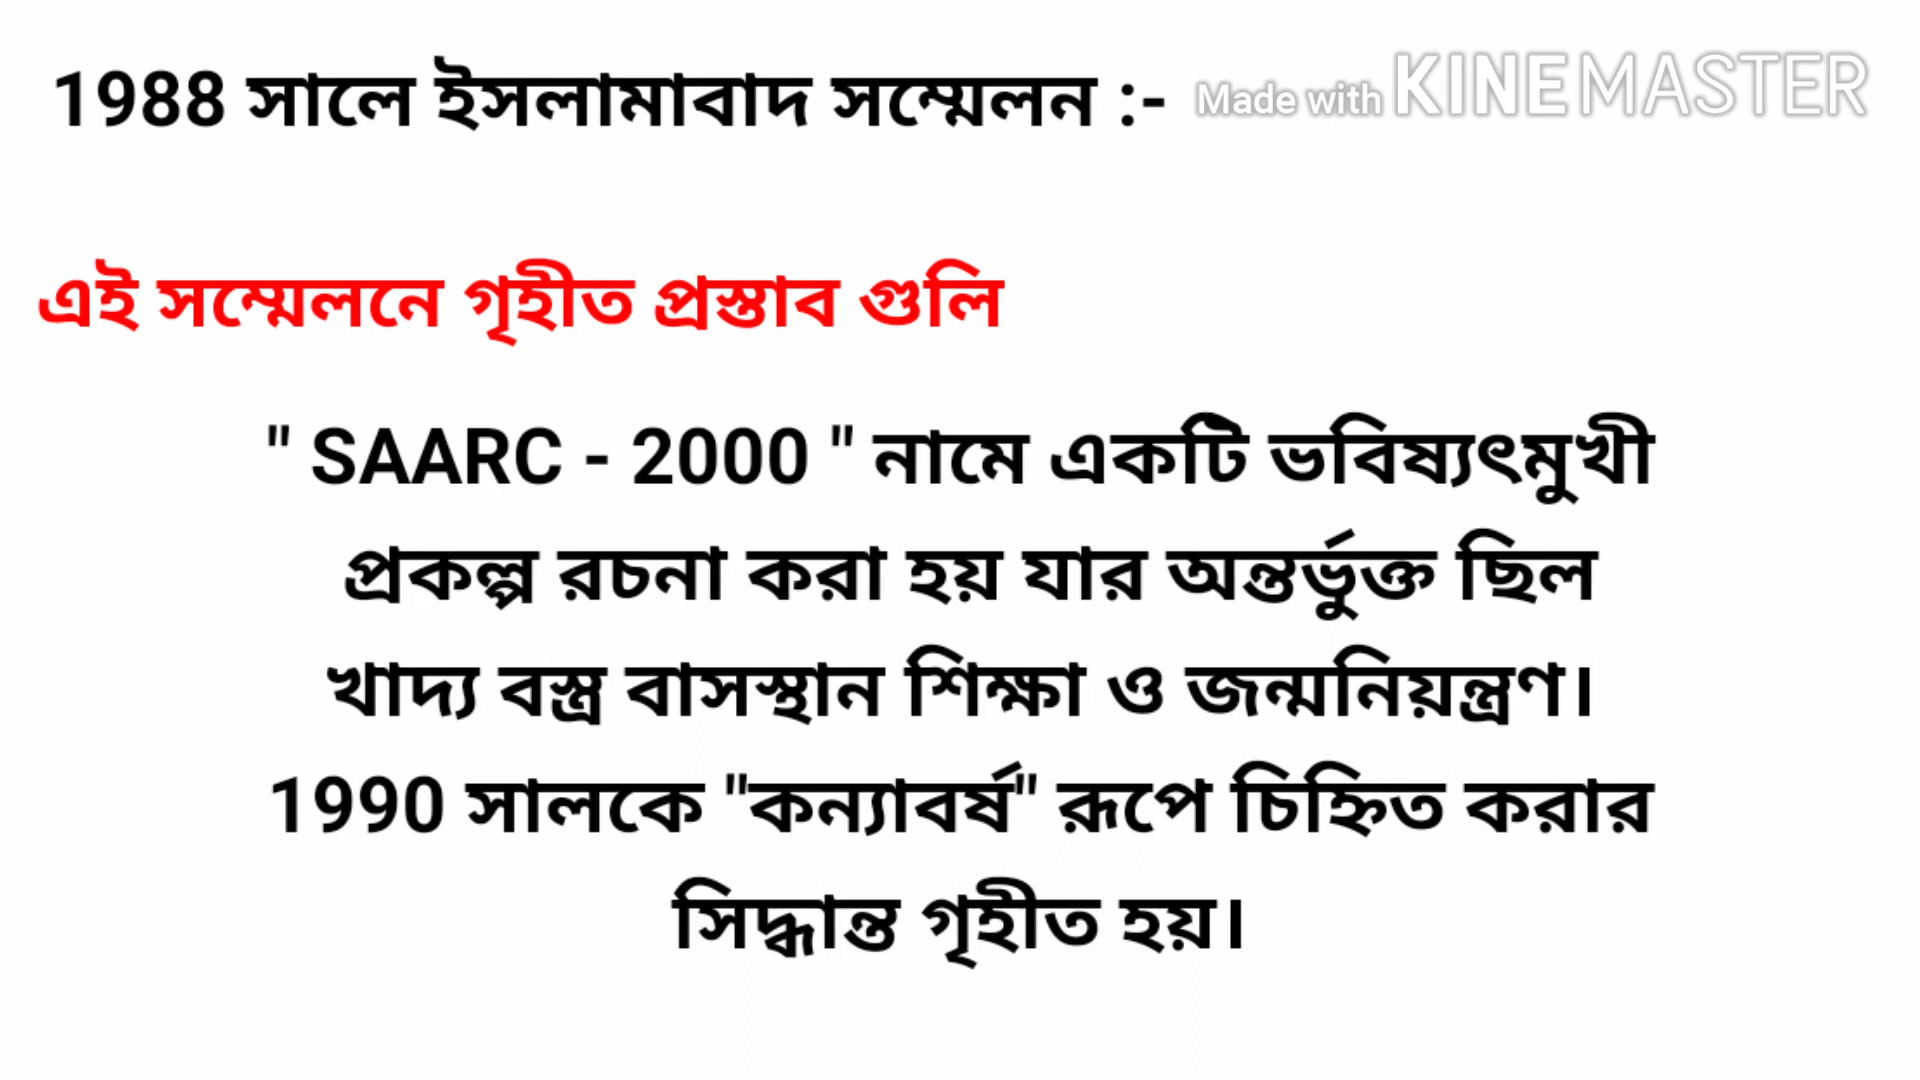 1988 সালে ইসলামাবাদ সম্মেলন :- Made with KINEMASTER
এই সম্মেলনে গৃহীত প্রস্তাব গুলি
" SAARC - 2000 " নামে একটি ভবিষ্যৎমুখী
প্রকল্প রচনা করা হয় যার অন্তর্ভুক্ত ছিল
খাদ্য বস্ত্র বাসস্থান শিক্ষা ও জন্মনিয়ন্ত্রণ।
1990 সালকে "কন্যাবর্ষ" রূপে চিহ্নিত করার
সিদ্ধান্ত গৃহীত হয়।